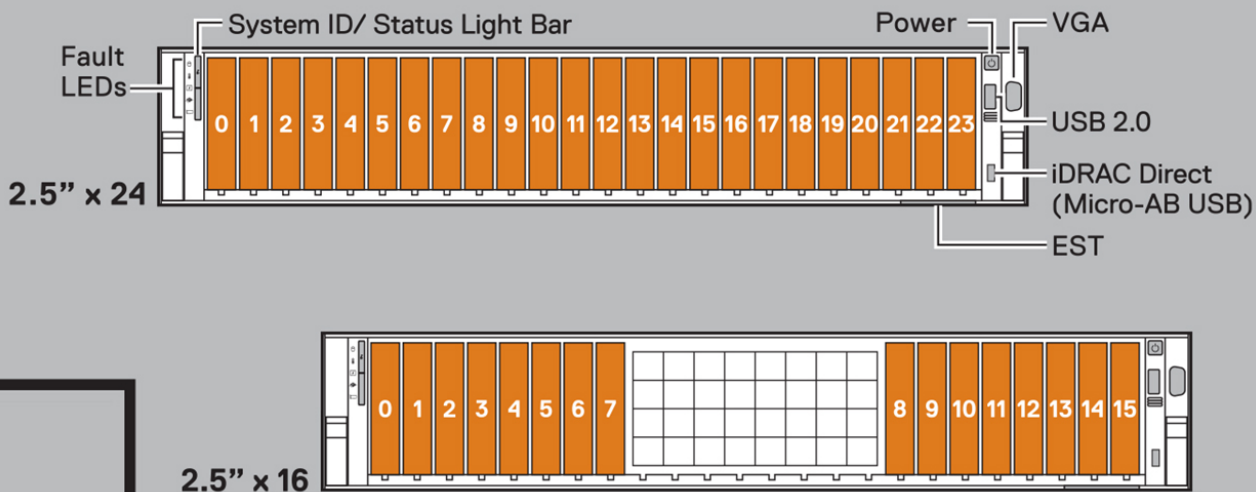 System ID/ Status Light Bar
Power
VGA
Fault
LEDs
0 1 2 3 4 5 6 7 8 9 10 11 12 13 14 15 16 17 18 19 20 21 22 23
USB 2.0
2.5” x 24
iDRAC Direct
(Micro-AB USB)
EST
0 1 2 3 4 5 6 7 8 9 10 11 12 13 14 15
2.5” x 16